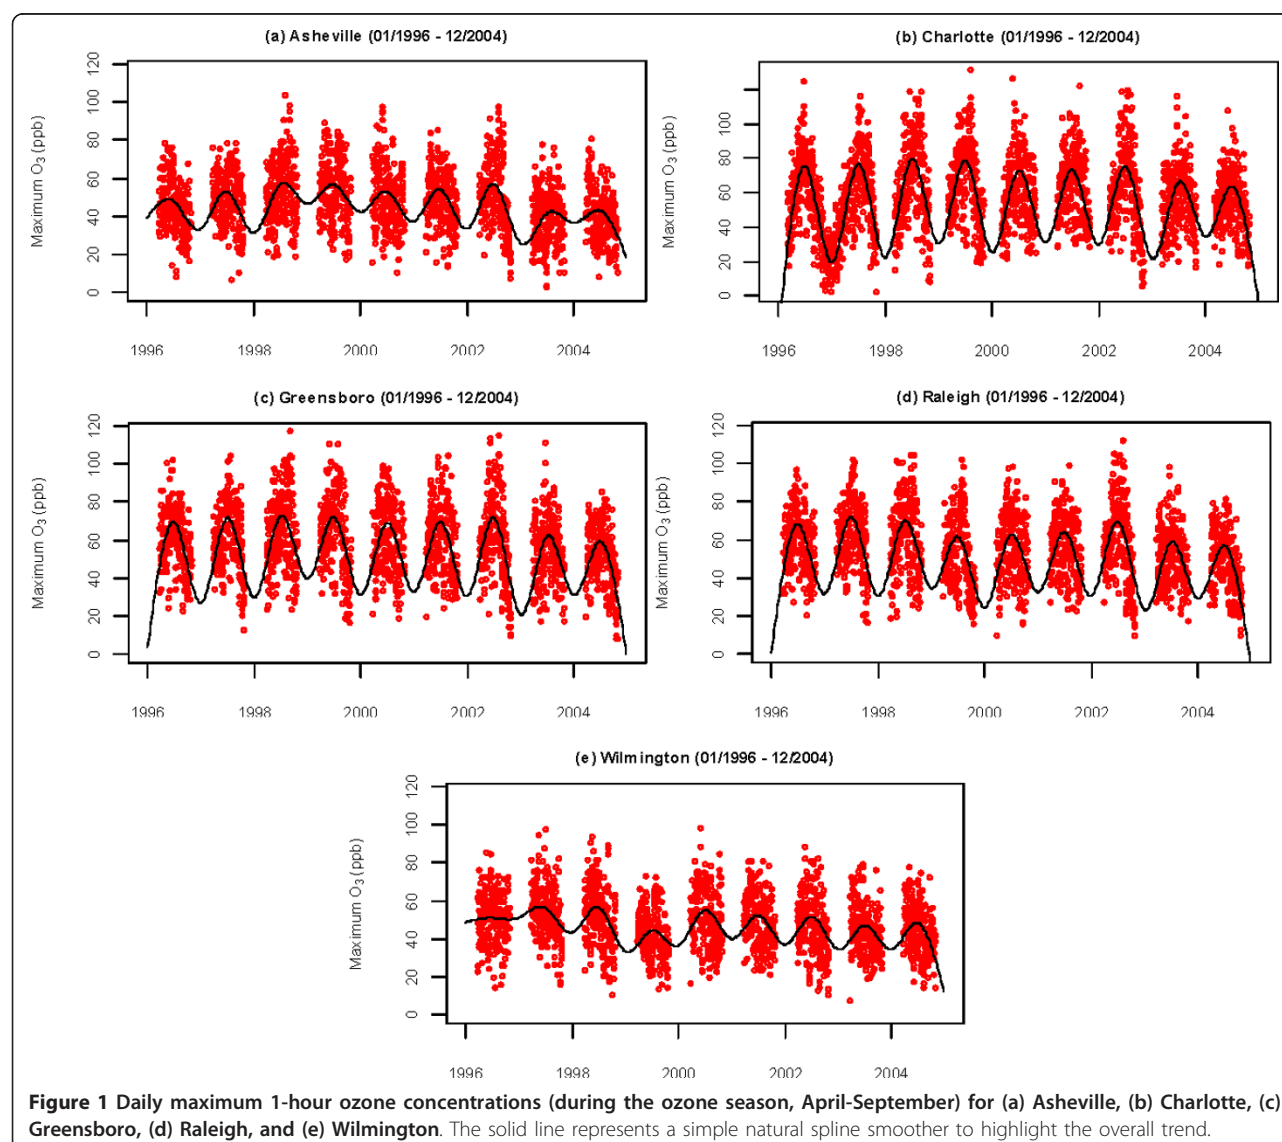 (a) Asheville (01/1996 - 12/2004)
Maximum O3 (ppb)
120
100
80
60
40
20
0
1996 1998 2000 2002 2004
(b) Charlotte (01/1996 - 12/2004)
Maximum O3 (ppb)
100
80
60
40
20
0
1996 1998 2000 2002 2004
(c) Greensboro (01/1996 - 12/2004)
Maximum O3 (ppb)
120
100
80
60
40
20
0
1996 1998 2000 2002 2004
(d) Raleigh (01/1996 - 12/2004)
Maximum O3 (ppb)
120
100
80
60
40
20
0
1996 1998 2000 2002 2004
(e) Wilmington (01/1996 - 12/2004)
Maximum O3 (ppb)
120
100
80
60
40
20
0
1996 1998 2000 2002 2004
Figure 1 Daily maximum 1-hour ozone concentrations (during the ozone season, April-September) for (a) Asheville, (b) Charlotte, (c)
Greensboro, (d) Raleigh, and (e) Wilmington. The solid line represents a simple natural spline smoother to highlight the overall trend.